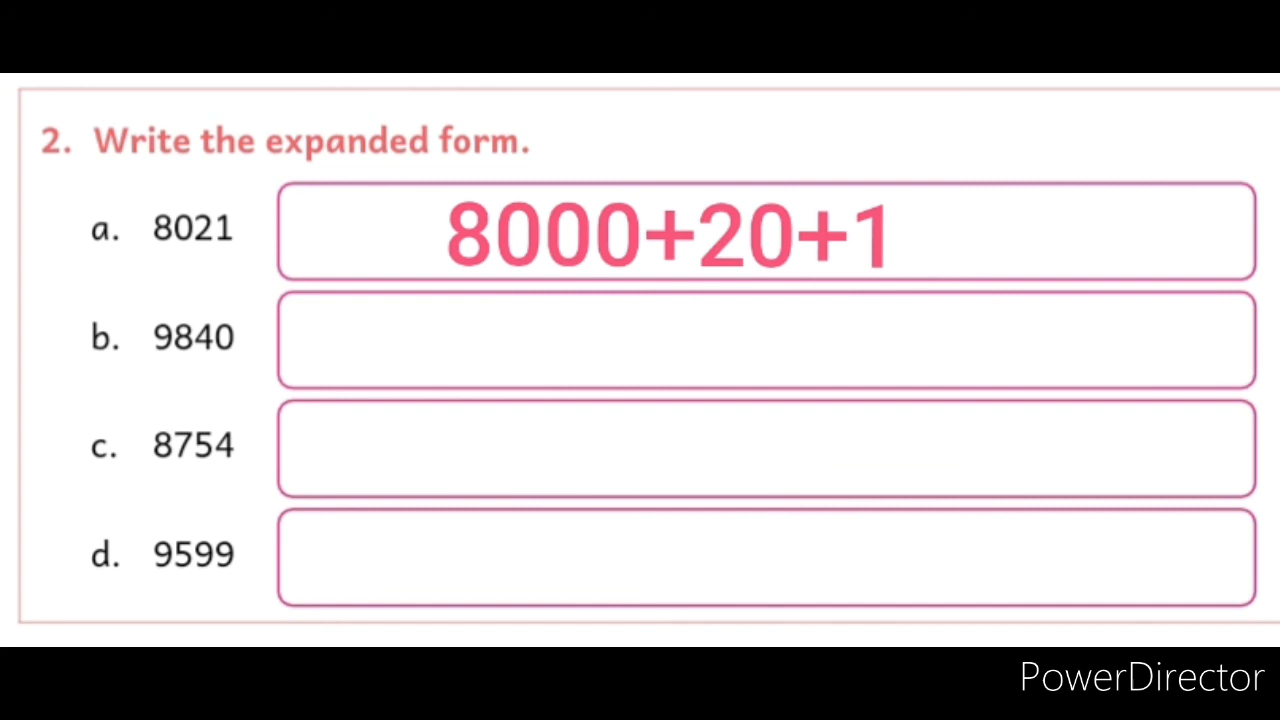 2. Write the expanded form.
a. 8021 8000+20+1
b. 9840
c. 8754
d. 9599
PowerDirector